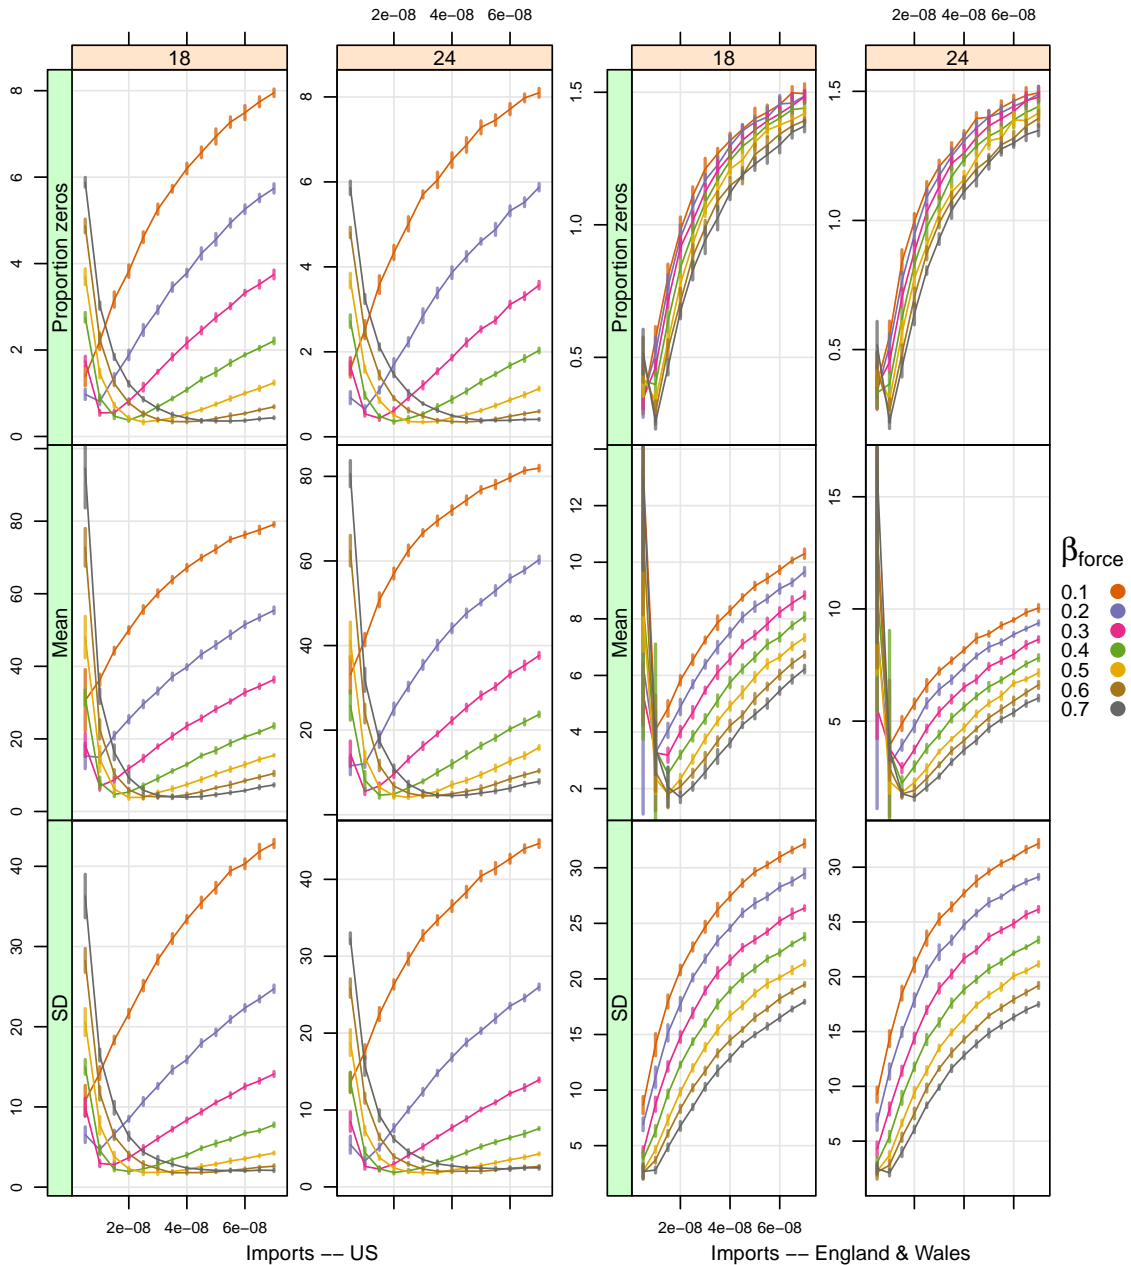 2e−08 4e−08 6e−08 2e−08 4e−08 6e−08
18 24 18 24
Proportion zeros
0 2 4 6 8
0 2 4 6 8
Proportion zeros
0.5 1.0 1.5
0.5 1.0 1.5
Mean
0 20 40 60 80
20 40 60 80
Mean
2 4 6 8 10 12
5 10 15
βforce
0.1
0.2
0.3
0.4
0.5
0.6
0.7
SD
0 10 20 30 40
0 10 20 30 40
SD
5 10 15 20 25 30
5 10 15 20 25 30
2e−08 4e−08 6e−08 2e−08 4e−08 6e−08
Imports −− US Imports −− England & Wales